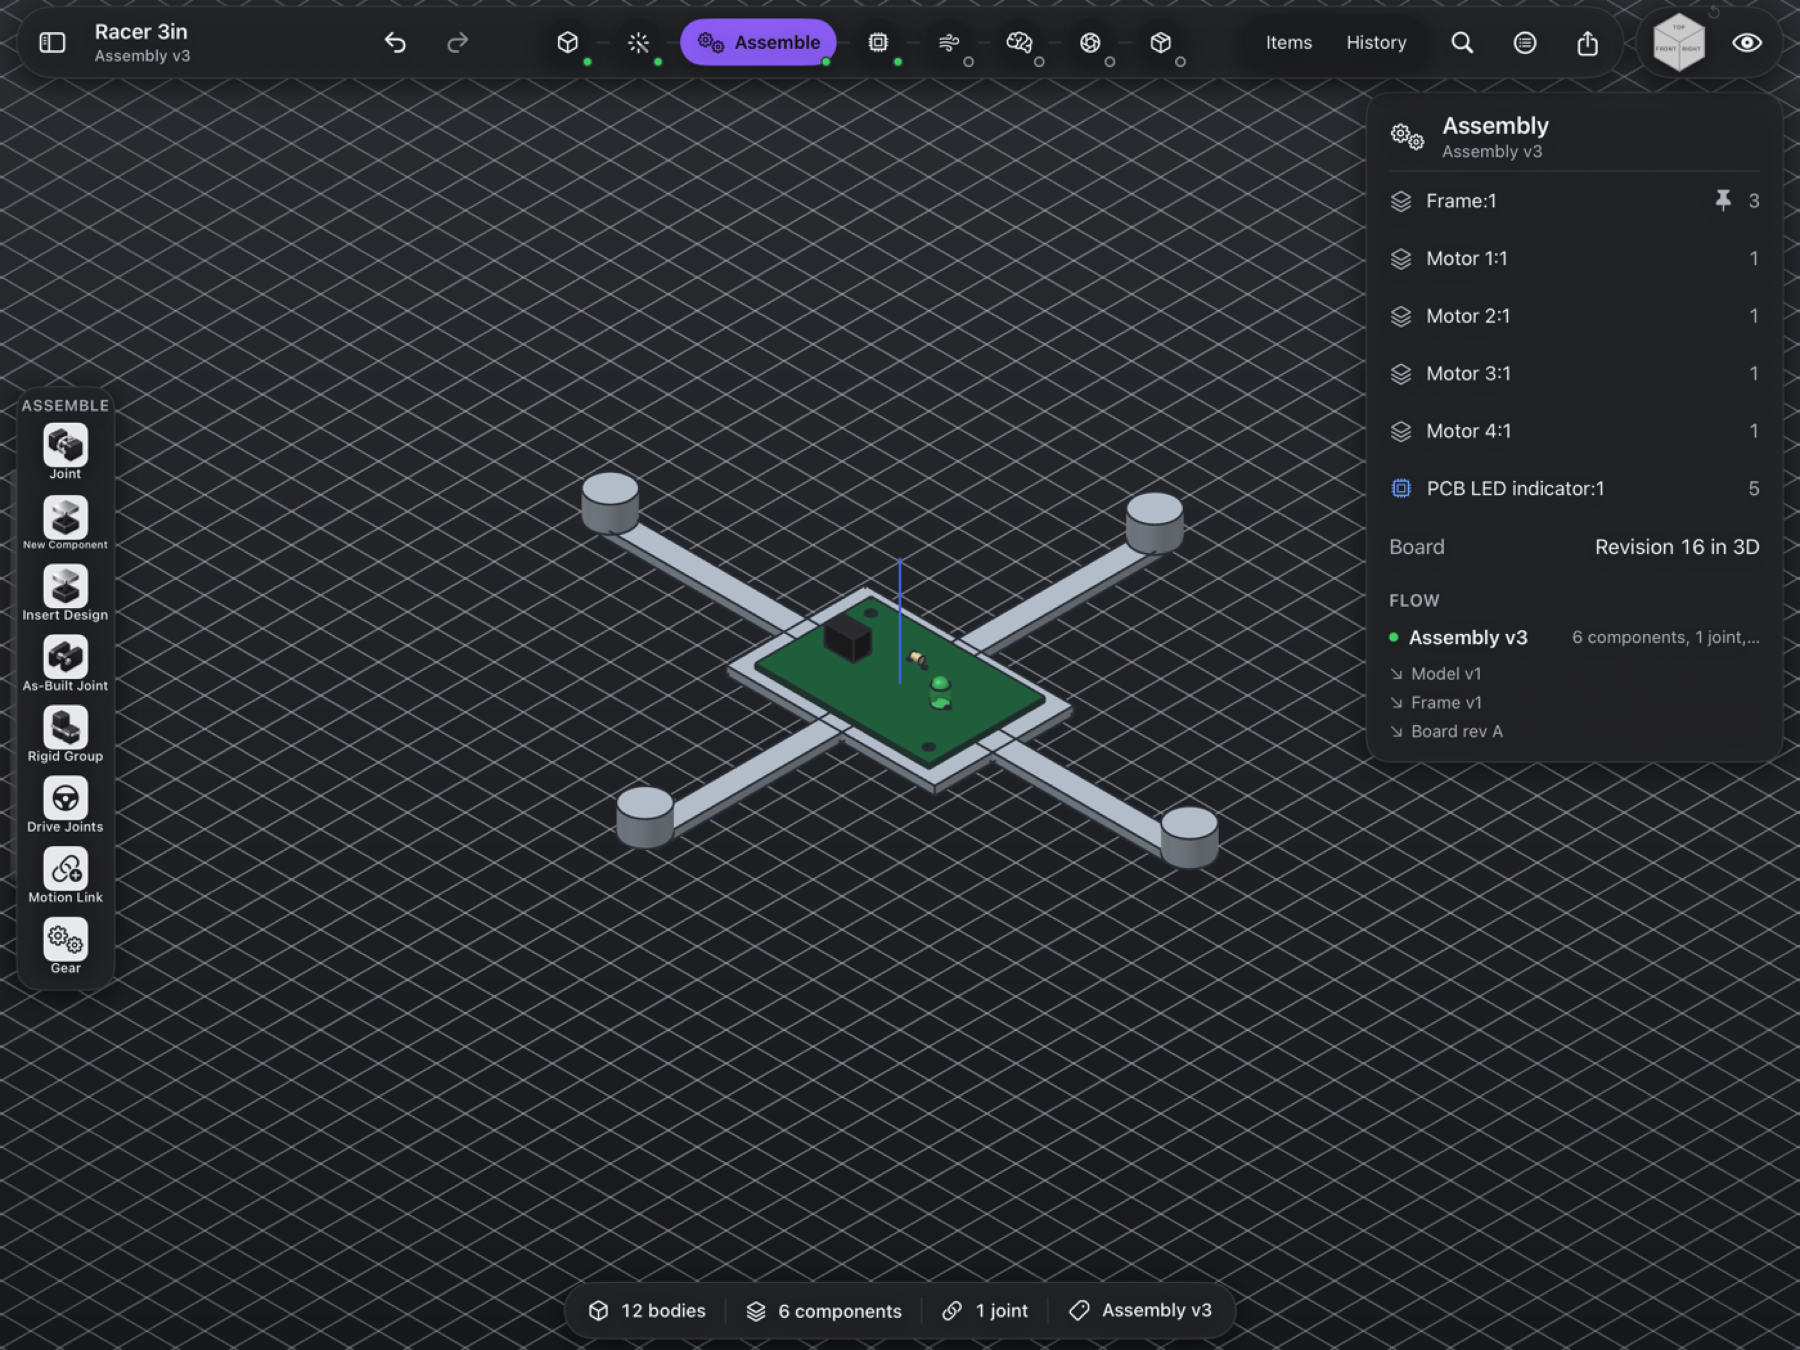 Racer 3in
Assembly v3
Assemble
Items
History
TOP
FRONT
RIGHT
Assembly
Assembly v3
Frame:1
3
Motor 1:1
1
Motor 2:1
1
Motor 3:1
1
Motor 4:1
1
PCB LED indicator:1
5
Board
Revision 16 in 3D
FLOW
Assembly v3
6 components, 1 joint,...
Model v1
Frame v1
Board rev A
ASSEMBLE
Joint
New Component
Insert Design
As-Built Joint
Rigid Group
Drive Joints
Motion Link
Gear
12 bodies
6 components
1 joint
Assembly v3